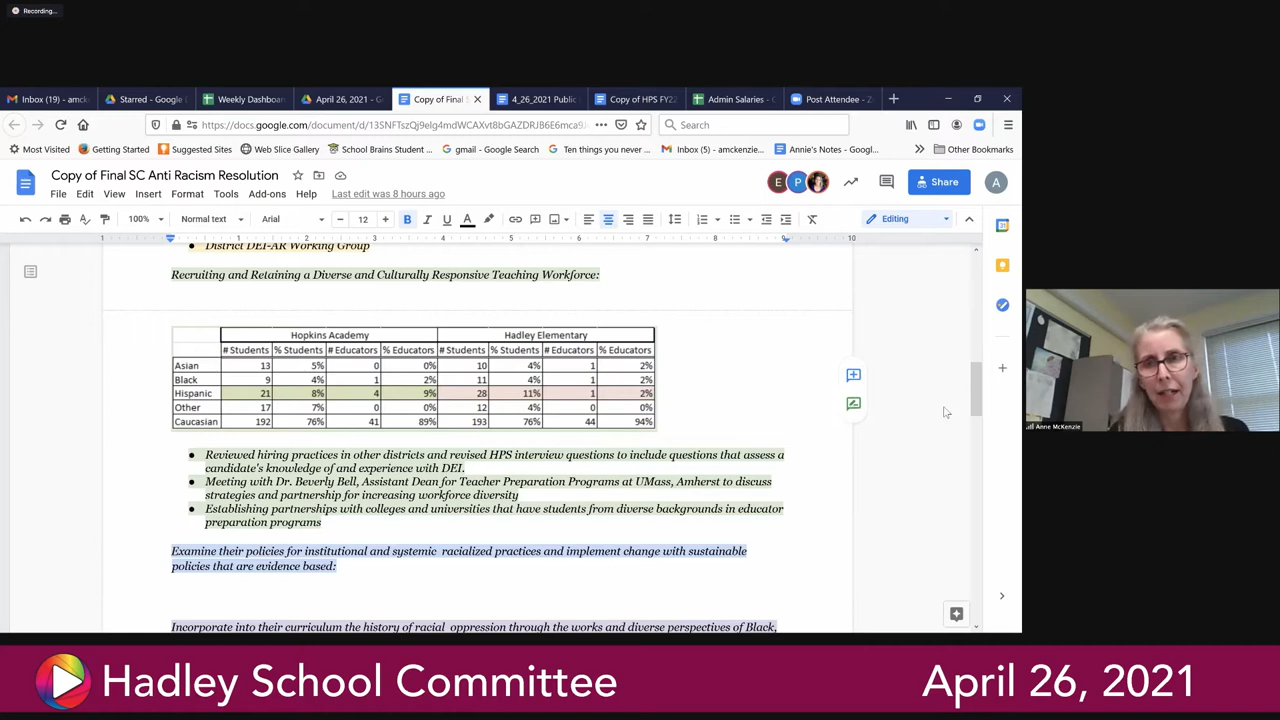 Recording...
Inbox (19) - amck
Starred - Google
Weekly Dashboar
April 26, 2021 - G
Copy of Final S
4_26_2021 Public
Copy of HPS FY22
Admin Salaries - G
Post Attendee - Z
https://docs.google.com/document/d/13SNFTszQj9elg4mdWCAXvt8bGAZDRJB6E6mca9
Search
Most Visited
Getting Started
Suggested Sites
Web Slice Gallery
School Brains Student ...
gmail - Google Search
Ten things you never ...
Inbox (5) - amckenzie...
Annie's Notes - Googl...
Other Bookmarks
Copy of Final SC Anti Racism Resolution
File Edit View Insert Format Tools Add-ons Help Last edit was 8 hours ago
E P Share A
100% Normal text Arial 12 B I U A Editing
1 1 2 3 4 5 6 7 8 9 10
District DEI-AR Working Group
Recruiting and Retaining a Diverse and Culturally Responsive Teaching Workforce:
Hopkins Academy Hadley Elementary
# Students % Students # Educators % Educators # Students % Students # Educators % Educators
Asian 13 5% 0 0% 10 4% 1 2%
Black 9 4% 1 2% 11 4% 1 2%
Hispanic 21 8% 4 9% 28 11% 1 2%
Other 17 7% 0 0% 12 4% 0 0%
Caucasian 192 76% 41 89% 193 76% 44 94%
● Reviewed hiring practices in other districts and revised HPS interview questions to include questions that assess a
candidate's knowledge of and experience with DEI.
● Meeting with Dr. Beverly Bell, Assistant Dean for Teacher Preparation Programs at UMass, Amherst to discuss
strategies and partnership for increasing workforce diversity
● Establishing partnerships with colleges and universities that have students from diverse backgrounds in educator
preparation programs
Examine their policies for institutional and systemic racialized practices and implement change with sustainable
policies that are evidence based:
Incorporate into their curriculum the history of racial oppression through the works and diverse perspectives of Black,
Anne McKenzie
Hadley School Committee
April 26, 2021